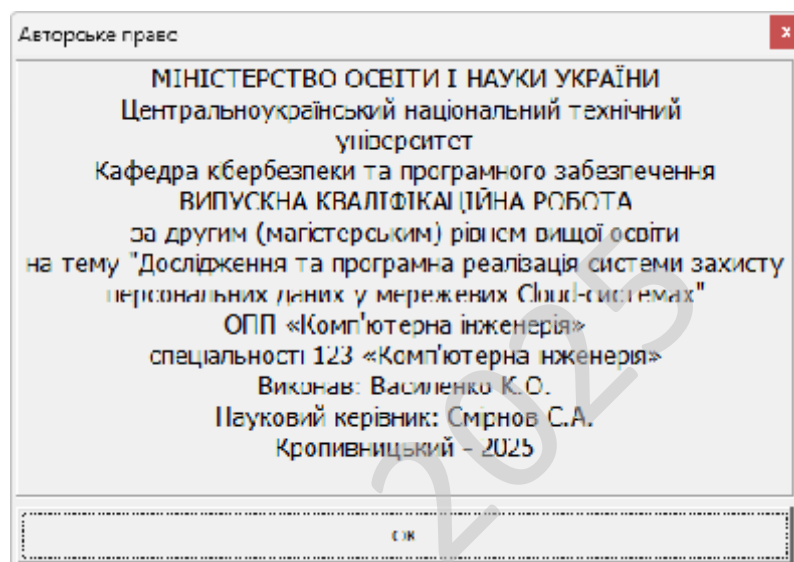 Авторське право
МІНІСТЕРСТВО ОСВІТИ І НАУКИ УКРАЇНИ
Центральноукраїнський національний технічний
університет
Кафедра кібербезпеки та програмного забезпечення
ВИПУСКНА КВАЛІФІКАЦІЙНА РОБОТА
за другим (магістерським) рівнем вищої освіти
на тему "Дослідження та програмна реалізація системи захисту
персональних даних у мережевих Cloud-системах"
ОПП «Комп'ютерна інженерія»
спеціальності 123 «Комп'ютерна інженерія»
Виконав: Василенко К.О.
Науковий керівник: Смірнов С.А.
Кропивницький – 2025
OK
2025